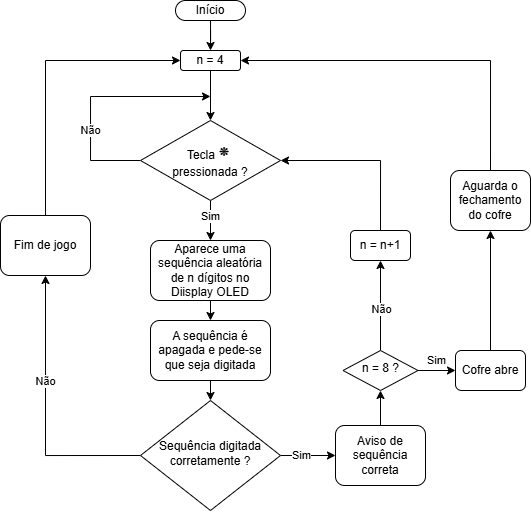 Início
n = 4
Não
Tecla ❋
pressionada ?
Sim
Aguarda o
fechamento
do cofre
Fim de jogo
n = n+1
Aparece uma
sequência aleatória
de n dígitos no
Diisplay OLED
A sequência é
apagada e pede-se
que seja digitada
Não
n = 8 ?
Sim
Cofre abre
Não
Sequência digitada
corretamente ?
Sim
Aviso de
sequência
correta